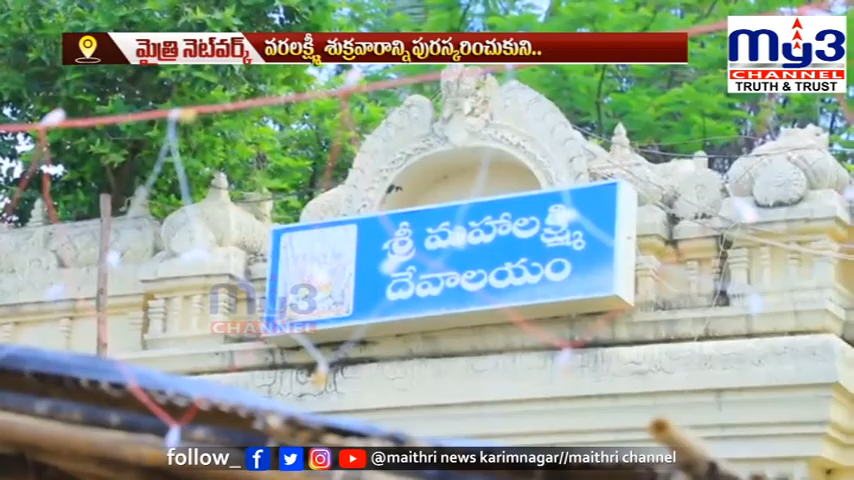 మైత్రి నెట్‌వర్క్ వరలక్ష్మీ శుక్రవారాన్ని పురస్కరించుకుని..
my3
CHANNEL
TRUTH & TRUST
శ్రీ మహాలక్ష్మి
దేవాలయం
my3
CHANNEL
follow_ @maithri news karimnagar//maithri channel